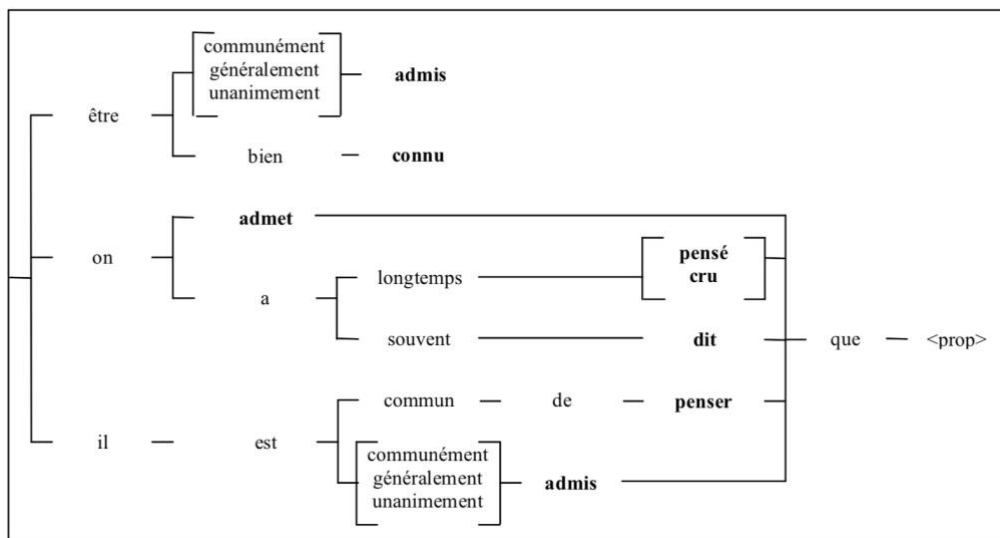 communément
généralement
unanimement
admis
être
bien
connu
admet
on
pensé
cru
longtemps
a
souvent
dit
que
<prop>
commun
de
penser
il
est
communément
généralement
unanimement
admis